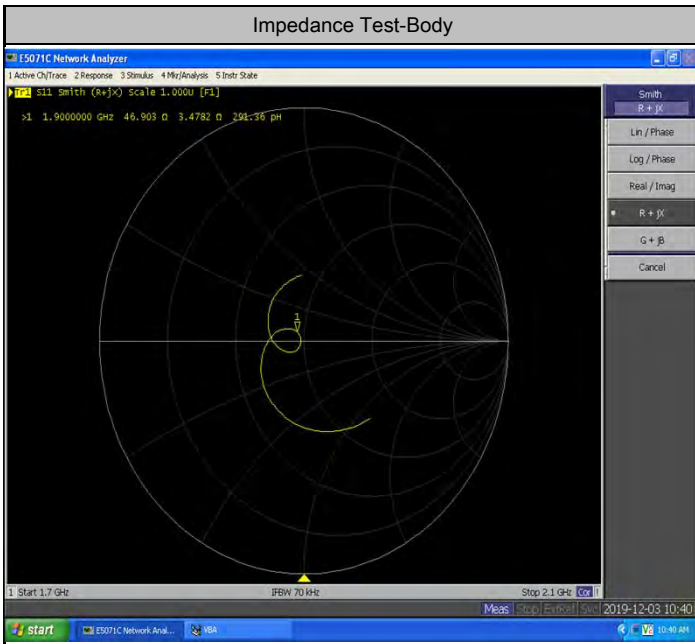 Impedance Test-Body
E5071C Network Analyzer
1 Active Ch/Trace 2 Response 3 Stimulus 4 Mkr/Analysis 5 Instr State
Tr1 S11 Smith (R+jX) Scale 1.000U [F1]
>1 1.9000000 GHz 46.903 Ω 3.4782 Ω 291.36 pH
1
Smith
R + jX
Lin / Phase
Log / Phase
Real / Imag
R + jX
G + jB
Cancel
1 Start 1.7 GHz IFBW 70 kHz Stop 2.1 GHz Cor !
Meas Stop ExtRef Svc 2019-12-03 10:40
start E5071C Network Anal... VBA 10:40 AM